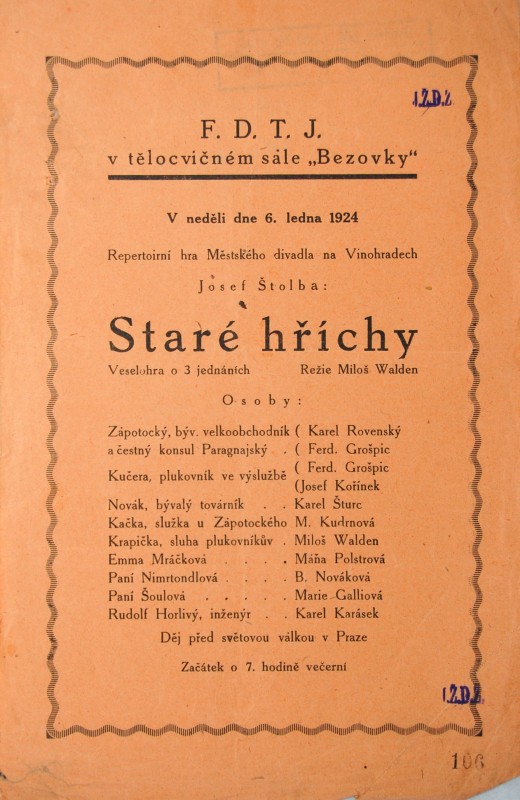 J.Ž.D.Ž.
F. D. T. J.
v tělocvičném sále „Bezovky“
V neděli dne 6. ledna 1924
Repertoirní hra Městského divadla na Vinohradech
Josef Štolba:
Staré hříchy
Veselohra o 3 jednáních Režie Miloš Walden
Osoby:
Zápotocký, býv. velkoobchodník ( Karel Rovenský
a čestný konsul Paragnajský . ( Ferd. Grošpic
Kučera, plukovník ve výslužbě ( Ferd. Grošpic
(Josef Kořínek
Novák, bývalý továrník . . Karel Šturc
Kačka, služka u Zápotockého M. Kudrnová
Krapička, sluha plukovníkův . Miloš Walden
Emma Mráčková . . . . Máňa Polstrová
Paní Nimrtondlová . . . . B. Nováková
Paní Šoulová . . . . . Marie Galliová
Rudolf Horlivý, inženýr . . Karel Karásek
Děj před světovou válkou v Praze
Začátek o 7. hodině večerní
106